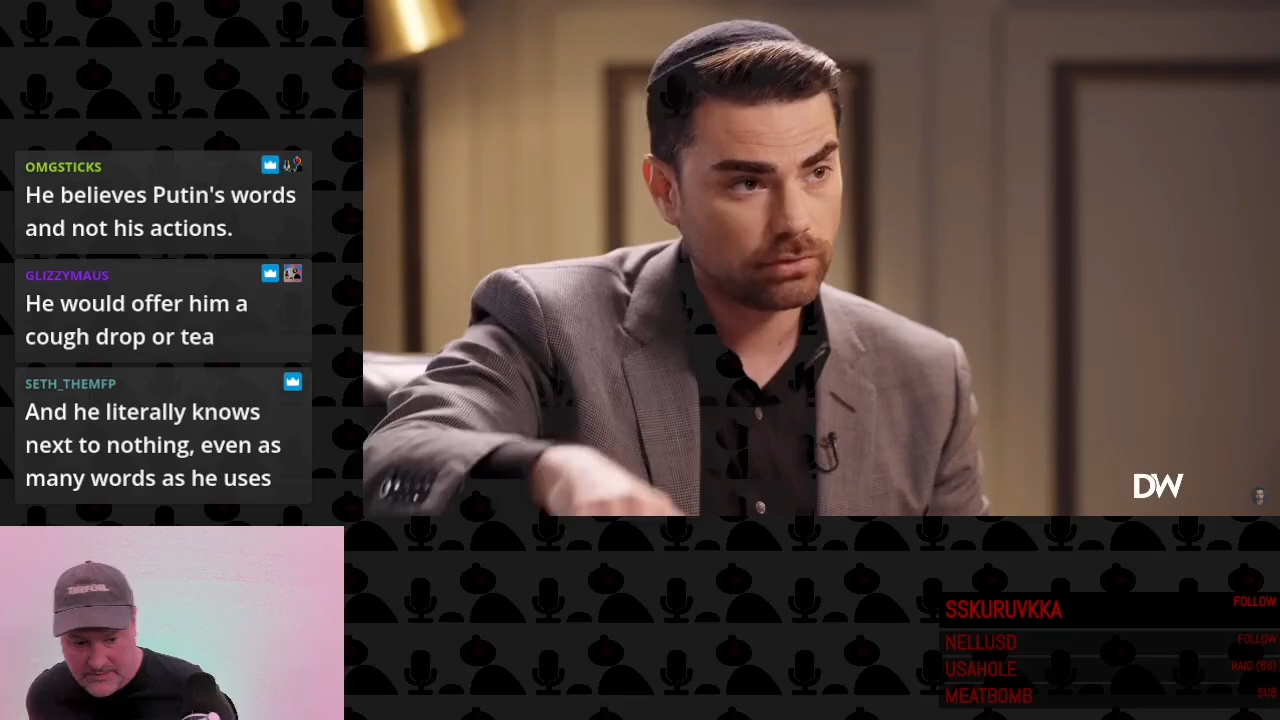 OMGSTICKS
He believes Putin's words
and not his actions.
GLIZZYMAUS
He would offer him a
cough drop or tea
SETH_THEMFP
And he literally knows
next to nothing, even as
many words as he uses
DW
SSKURUVKKA FOLLOW
NELLUSD FOLLOW
USAHOLE RAID (66)
MEATBOMB SUB